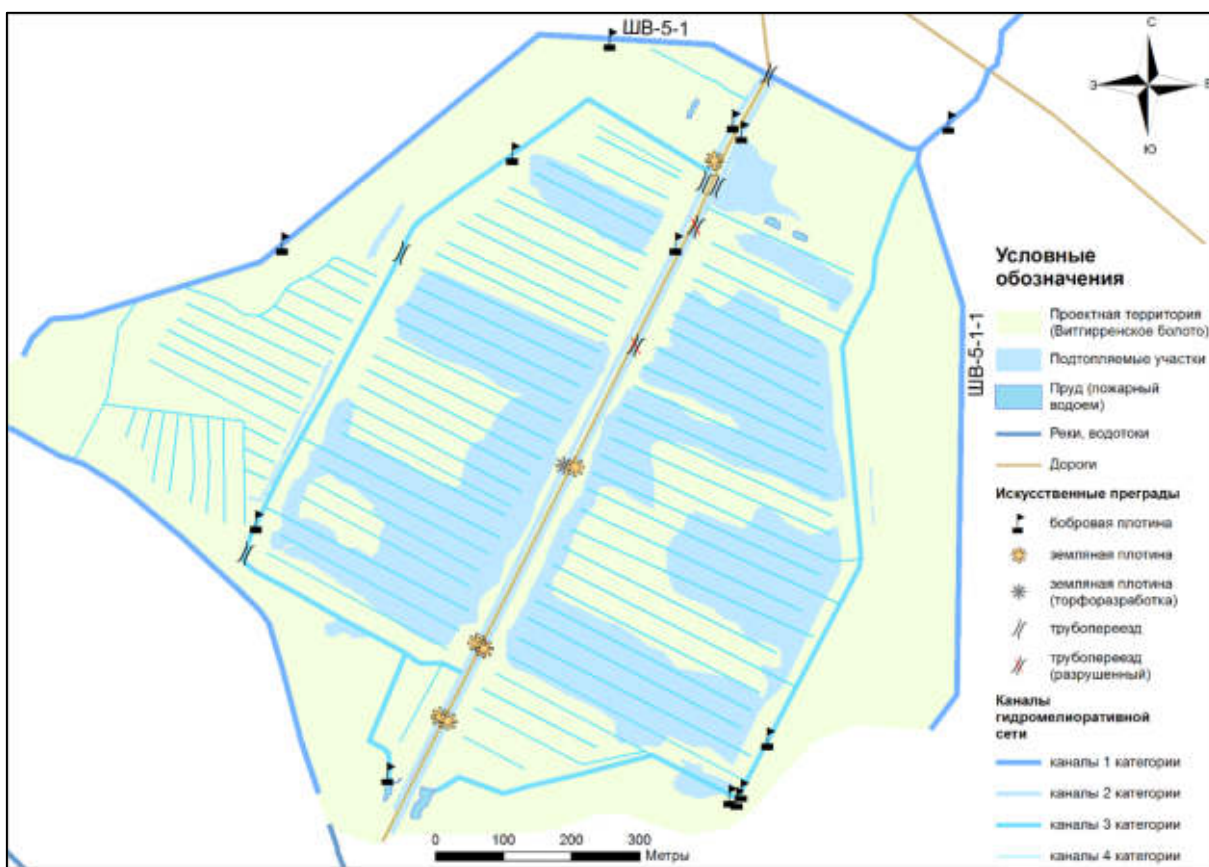 ШВ-5-1
С
З
В
Ю
ШВ-5-1-1
Условные
обозначения
Проектная территория
(Витгирренское болото)
Подтопляемые участки
Пруд (пожарный
водоем)
Реки, водотоки
Дороги
Искусственные преграды
бобровая плотина
земляная плотина
земляная плотина
(торфоразработка)
трубопереезд
трубопереезд
(разрушенный)
Каналы
гидромелиоративной
сети
каналы 1 категории
каналы 2 категории
каналы 3 категории
каналы 4 категории
0 100 200 300
Метры